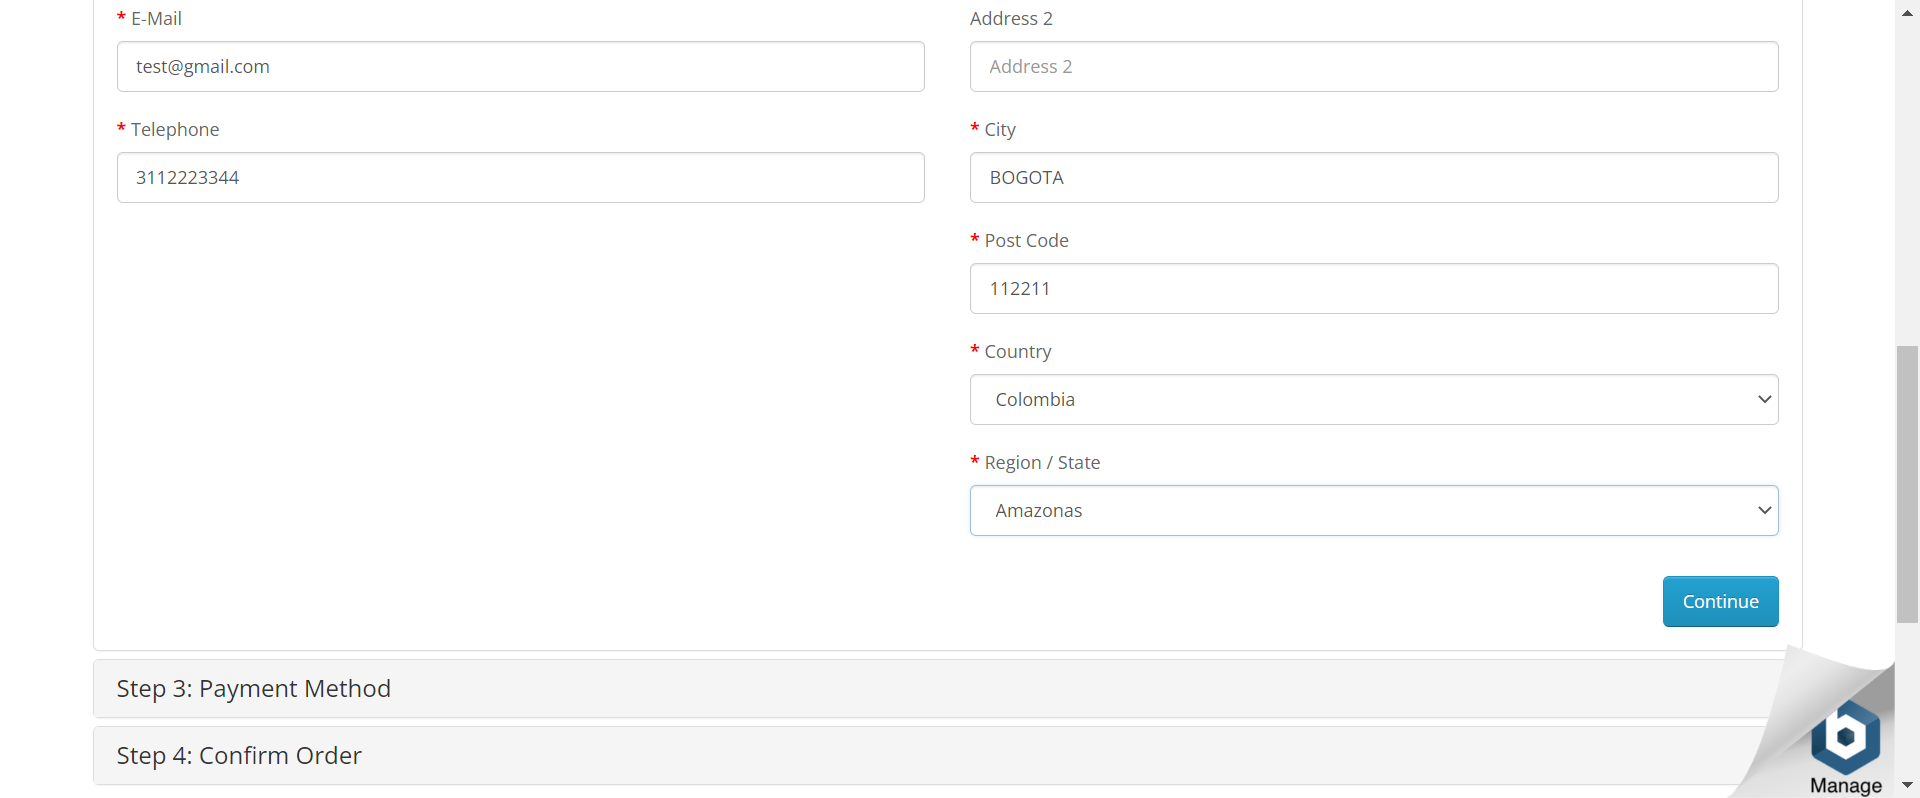 * E-Mail
test@gmail.com
* Telephone
3112223344
Address 2
Address 2
* City
BOGOTA
* Post Code
112211
* Country
Colombia
* Region / State
Amazonas
Continue
Step 3: Payment Method
Step 4: Confirm Order
b
Manage